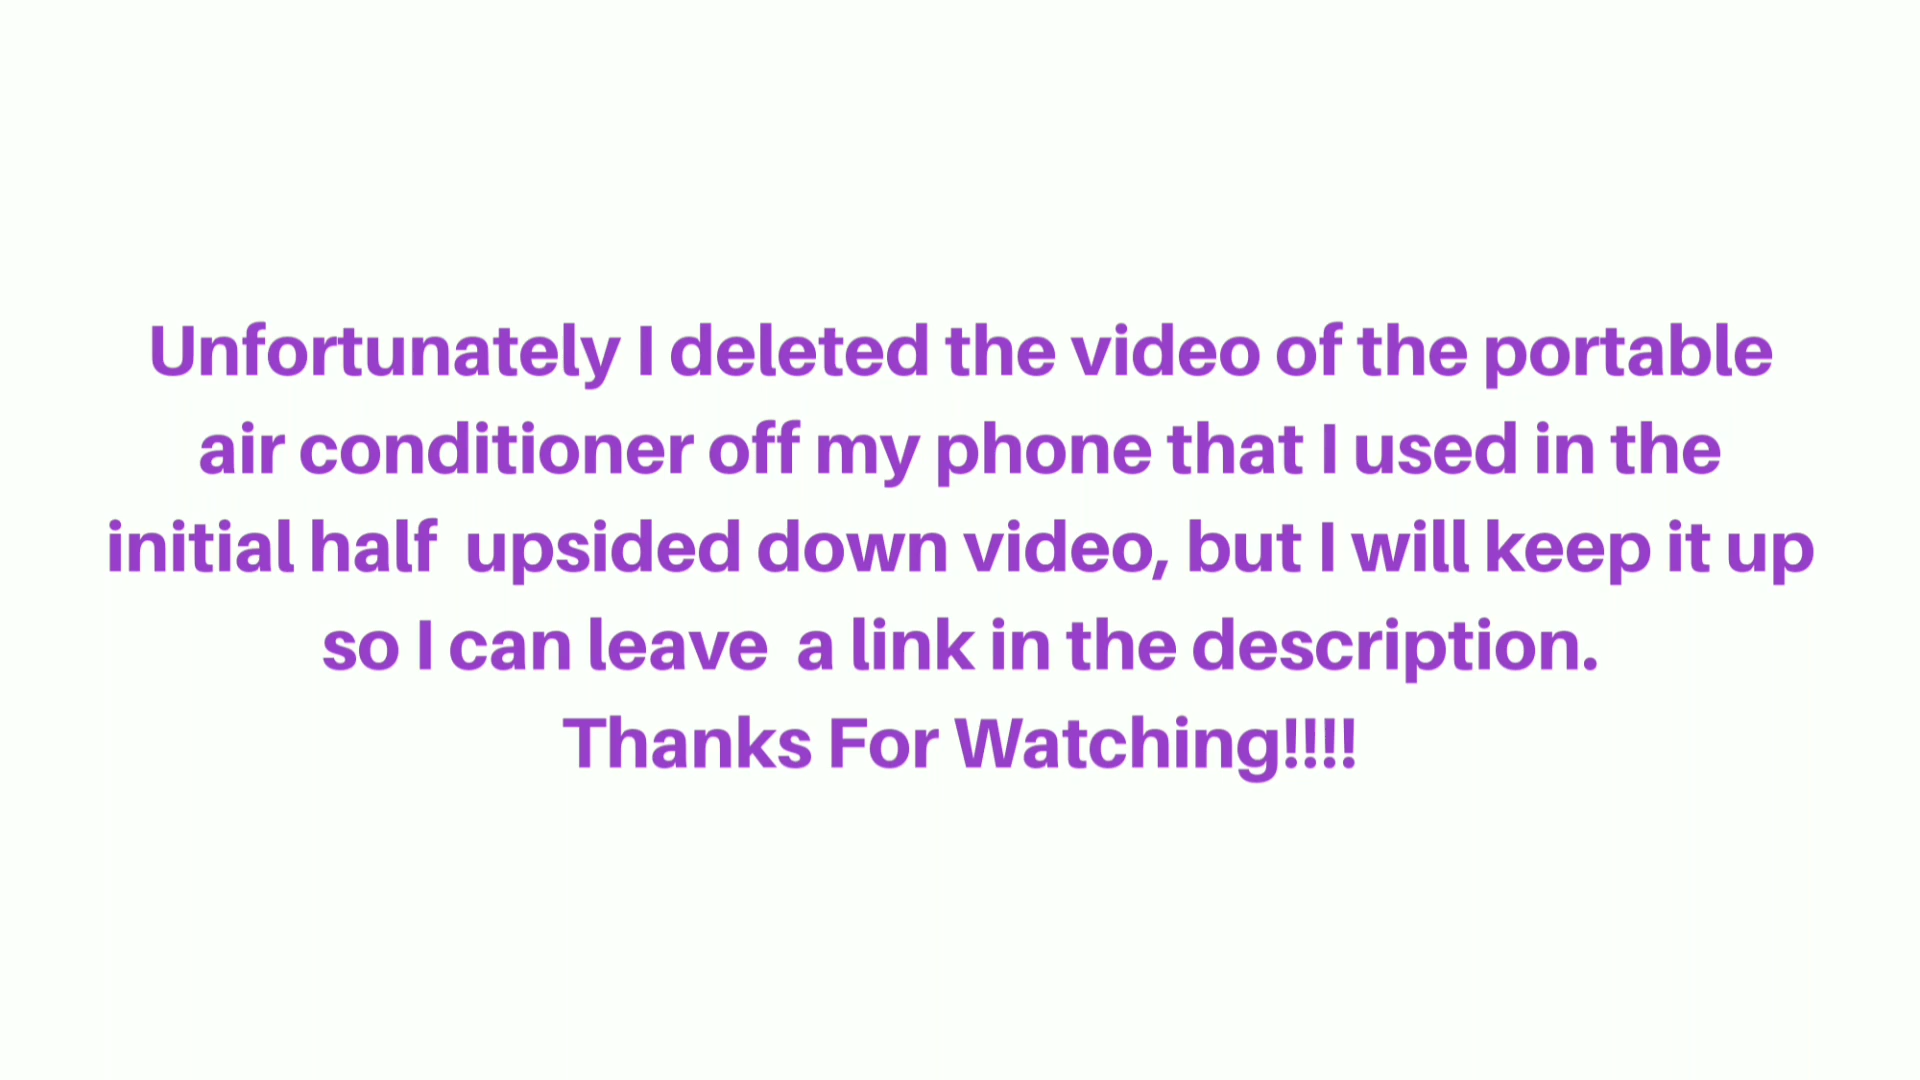 Unfortunately I deleted the video of the portable
air conditioner off my phone that I used in the
initial half  upsided down video, but I will keep it up
so I can leave  a link in the description.
Thanks For Watching!!!!